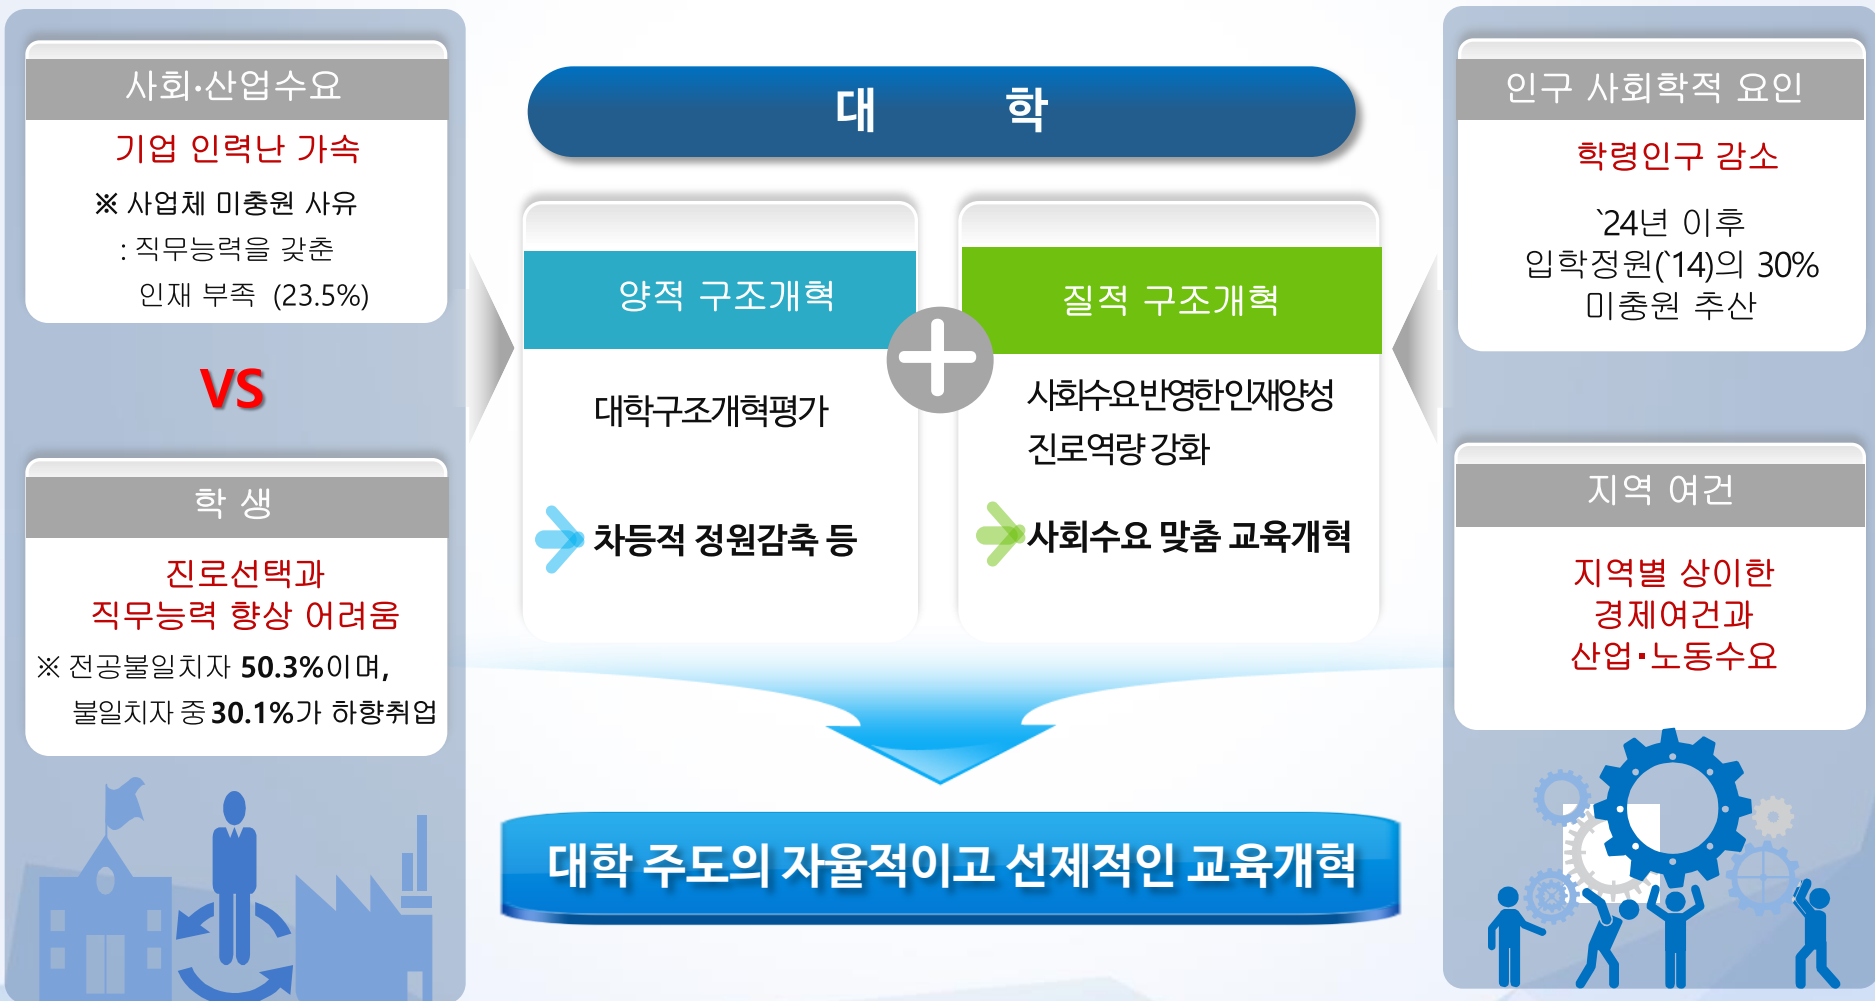 사회·산업수요
기업 인력난 가속
※ 사업체 미충원 사유
: 직무능력을 갖춘
인재 부족 (23.5%)
VS
학 생
진로선택과
직무능력 향상 어려움
※ 전공불일치자 50.3%이며,
불일치자 중 30.1%가 하향취업
대 학
양적 구조개혁
대학구조개혁평가
차등적 정원감축 등
질적 구조개혁
사회수요 반영한 인재양성
진로역량 강화
사회수요 맞춤 교육개혁
대학 주도의 자율적이고 선제적인 교육개혁
인구 사회학적 요인
학령인구 감소
`24년 이후
입학정원(`14)의 30%
미충원 추산
지역 여건
지역별 상이한
경제여건과
산업·노동수요